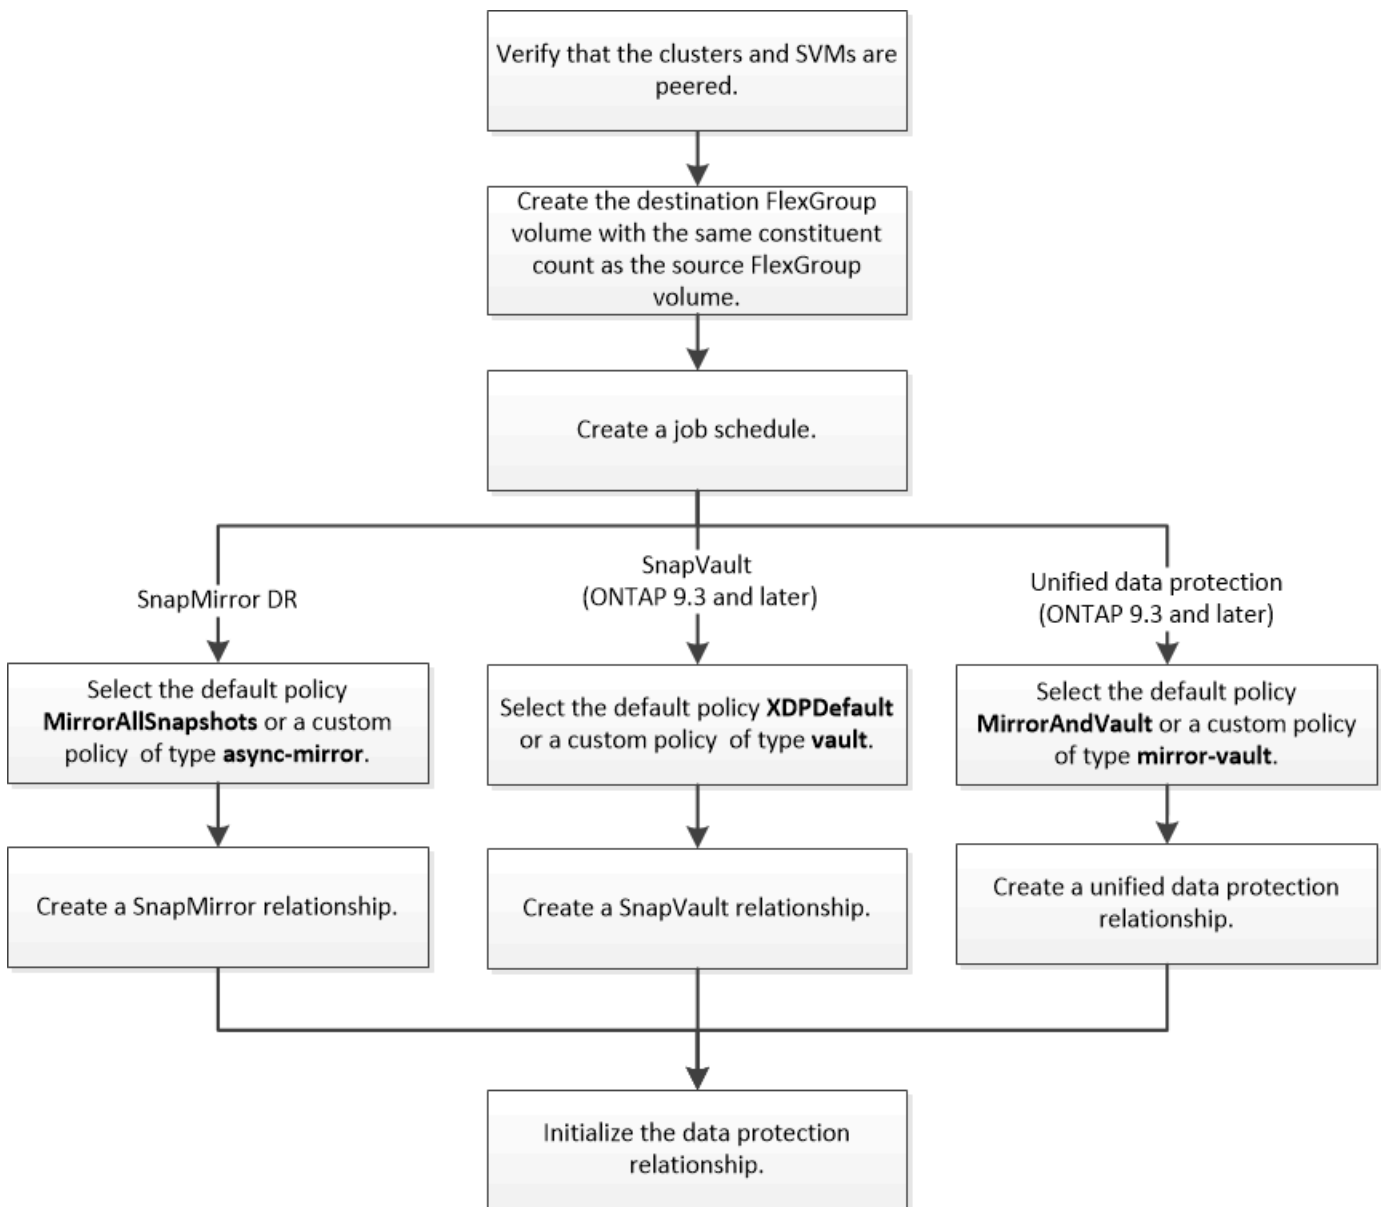 Verify that the clusters and SVMs are
peered.
Create the destination FlexGroup
volume with the same constituent
count as the source FlexGroup
volume.
Create a job schedule.
SnapMirror DR
SnapVault
(ONTAP 9.3 and later)
Unified data protection
(ONTAP 9.3 and later)
Select the default policy
MirrorAllSnapshots or a custom
policy of type async-mirror.
Select the default policy XDPDefault
or a custom policy of type vault.
Select the default policy
MirrorAndVault or a custom policy
of type mirror-vault.
Create a SnapMirror relationship.
Create a SnapVault relationship.
Create a unified data protection
relationship.
Initialize the data protection
relationship.